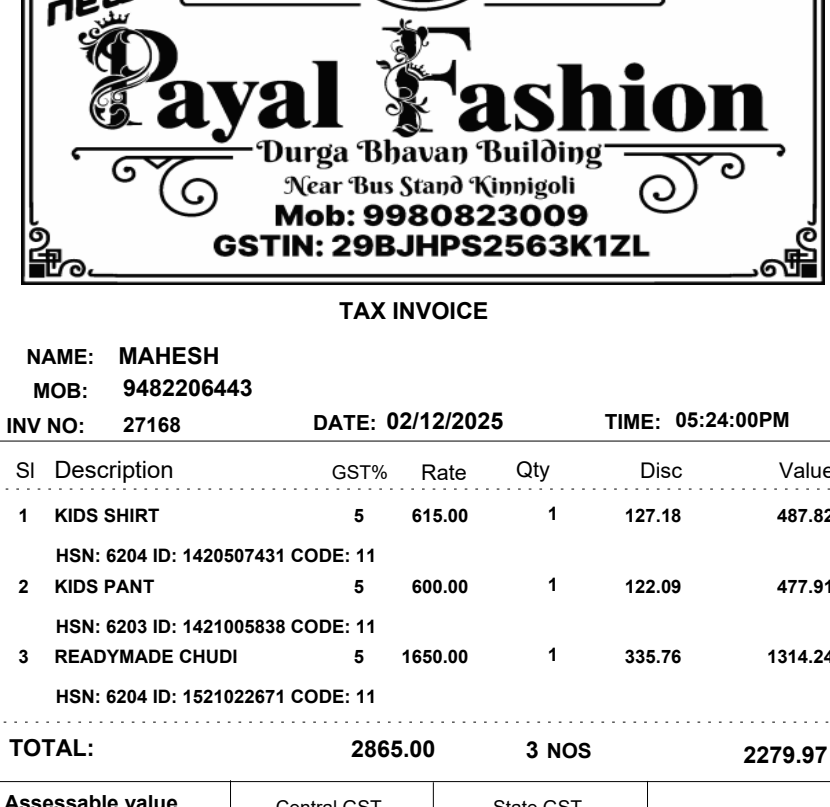 new
Payal Fashion
Durga Bhavan Building
Near Bus Stand Kinnigoli
Mob: 9980823009
GSTIN: 29BJHPS2563K1ZL
TAX INVOICE
NAME: MAHESH
MOB: 9482206443
INV NO: 27168 DATE: 02/12/2025 TIME: 05:24:00PM
Sl Description GST% Rate Qty Disc Value
1 KIDS SHIRT 5 615.00 1 127.18 487.82
HSN: 6204 ID: 1420507431 CODE: 11
2 KIDS PANT 5 600.00 1 122.09 477.91
HSN: 6203 ID: 1421005838 CODE: 11
3 READYMADE CHUDI 5 1650.00 1 335.76 1314.24
HSN: 6204 ID: 1521022671 CODE: 11
TOTAL: 2865.00 3 NOS 2279.97
Assessable value Central GST State GST